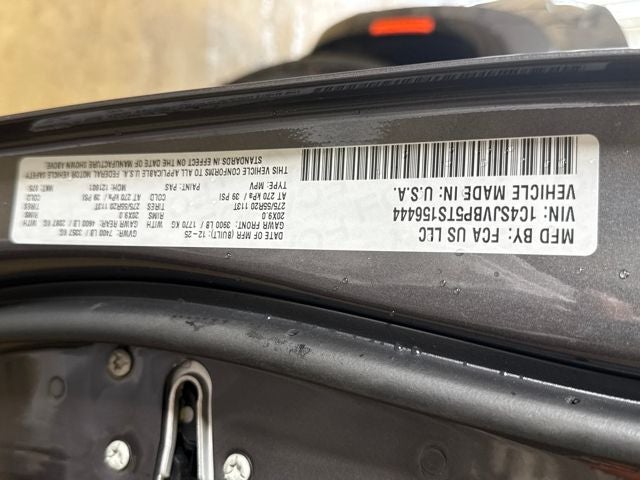 MFD BY: FCA US LLC
VIN: 1C4SJVBP5TS156444
VEHICLE MADE IN: U.S.A.
DATE OF MFR (BUILT): 12-25 GVWR: 7400 LB / 3357 KG
GAWR FRONT: 3900 LB / 1770 KG WITH GAWR REAR: 4600 LB / 2087 KG WITH
20X9.0 RIMS 20X9.0 RIMS
275/55SR20 113T TIRES 275/55SR20 113T TIRES
AT 270 kPa / 39 PSI COLD AT 270 kPa / 39 PSI COLD
TYPE: MPV PAINT: PAS MDH:
THIS VEHICLE CONFORMS TO ALL APPLICABLE U.S.A. FEDERAL MOTOR VEHICLE SAFETY
STANDARDS IN EFFECT ON THE DATE OF MANUFACTURE SHOWN ABOVE.